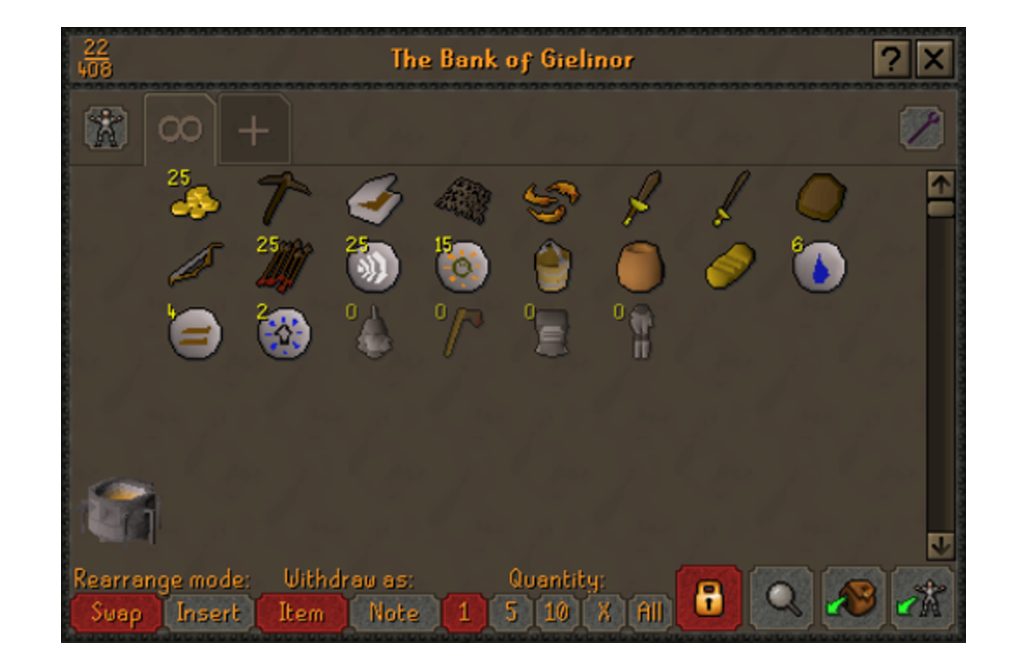 22
408
The Bank of Gielinor
?
∞
+
25
25 25 15 6
4 2 0 0 0 0
Rearrange mode: Withdraw as: Quantity:
Swap Insert Item Note 1 5 10 X All